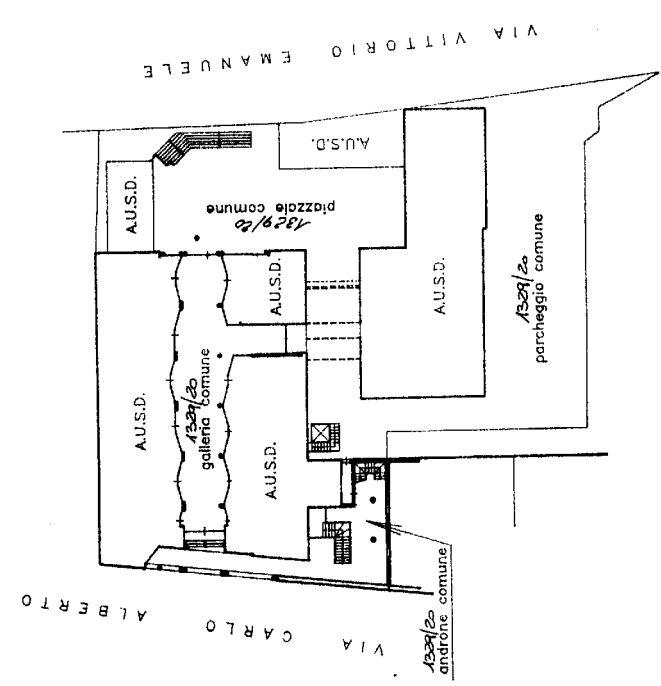 VIA VITTORIO EMANUELE
A.U.S.D.
A.U.S.D.
1329/20
piazzale comune
A.U.S.D.
A.U.S.D.
1329/20
parcheggio comune
1329/20
galleria comune
A.U.S.D.
A.U.S.D.
1329/20
androne comune
VIA CARLO ALBERTO